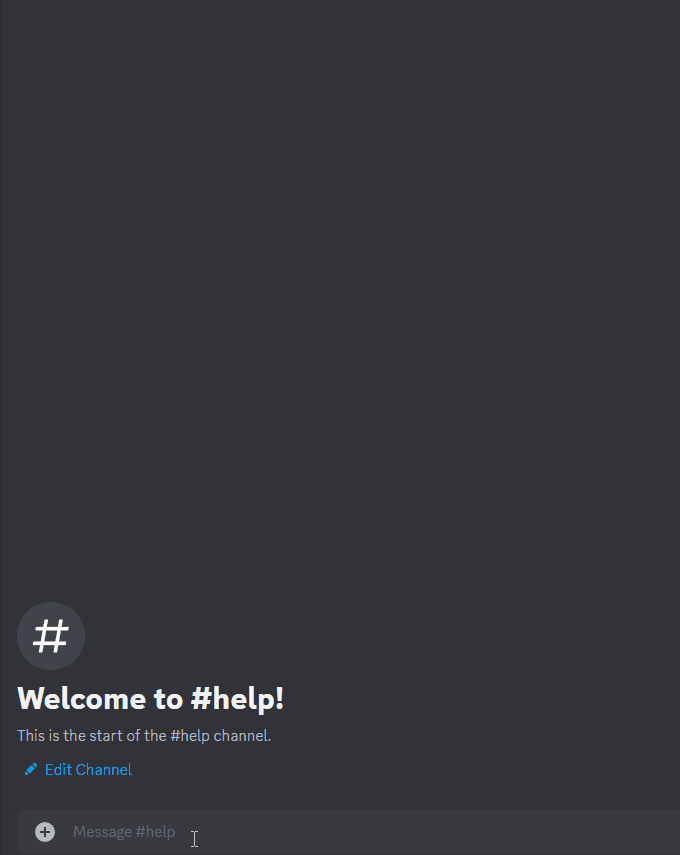 #
Welcome to #help!
This is the start of the #help channel.
Edit Channel
Message #help